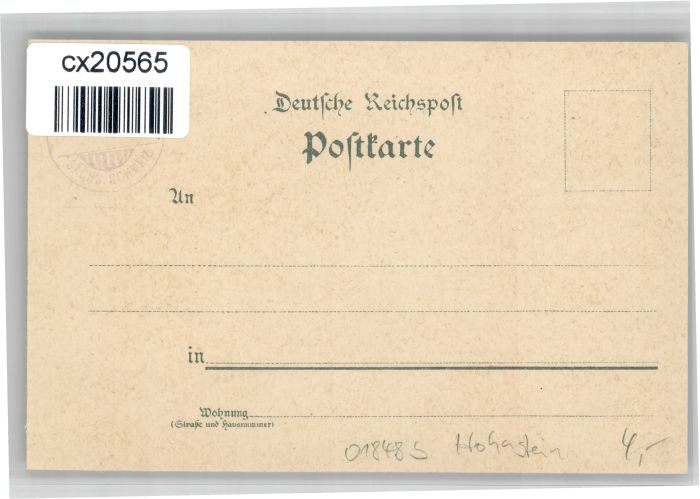 cx20565
Deutsche Reichspost
Postkarte
An
in
Wohnung
(Straße und Hausnummer)
01848 S Hohnstein 4,-